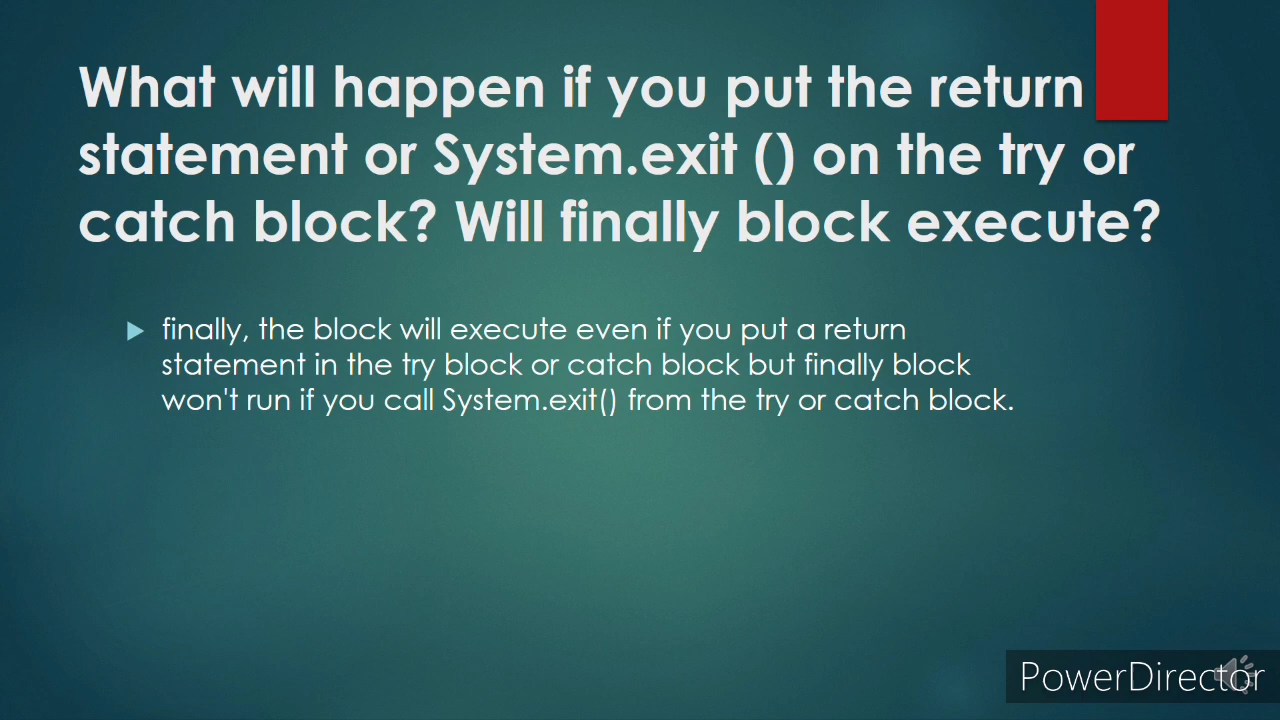 What will happen if you put the return
statement or System.exit () on the try or
catch block? Will finally block execute?
finally, the block will execute even if you put a return
statement in the try block or catch block but finally block
won't run if you call System.exit() from the try or catch block.
PowerDirector